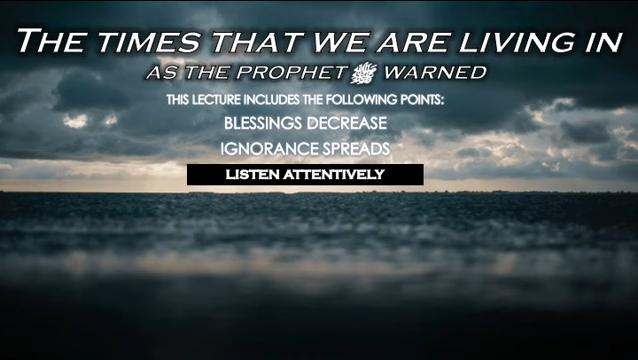 THE TIMES THAT WE ARE LIVING IN
AS THE PROPHET ﷺ WARNED
THIS LECTURE INCLUDES THE FOLLOWING POINTS:
BLESSINGS DECREASE
IGNORANCE SPREADS
LISTEN ATTENTIVELY